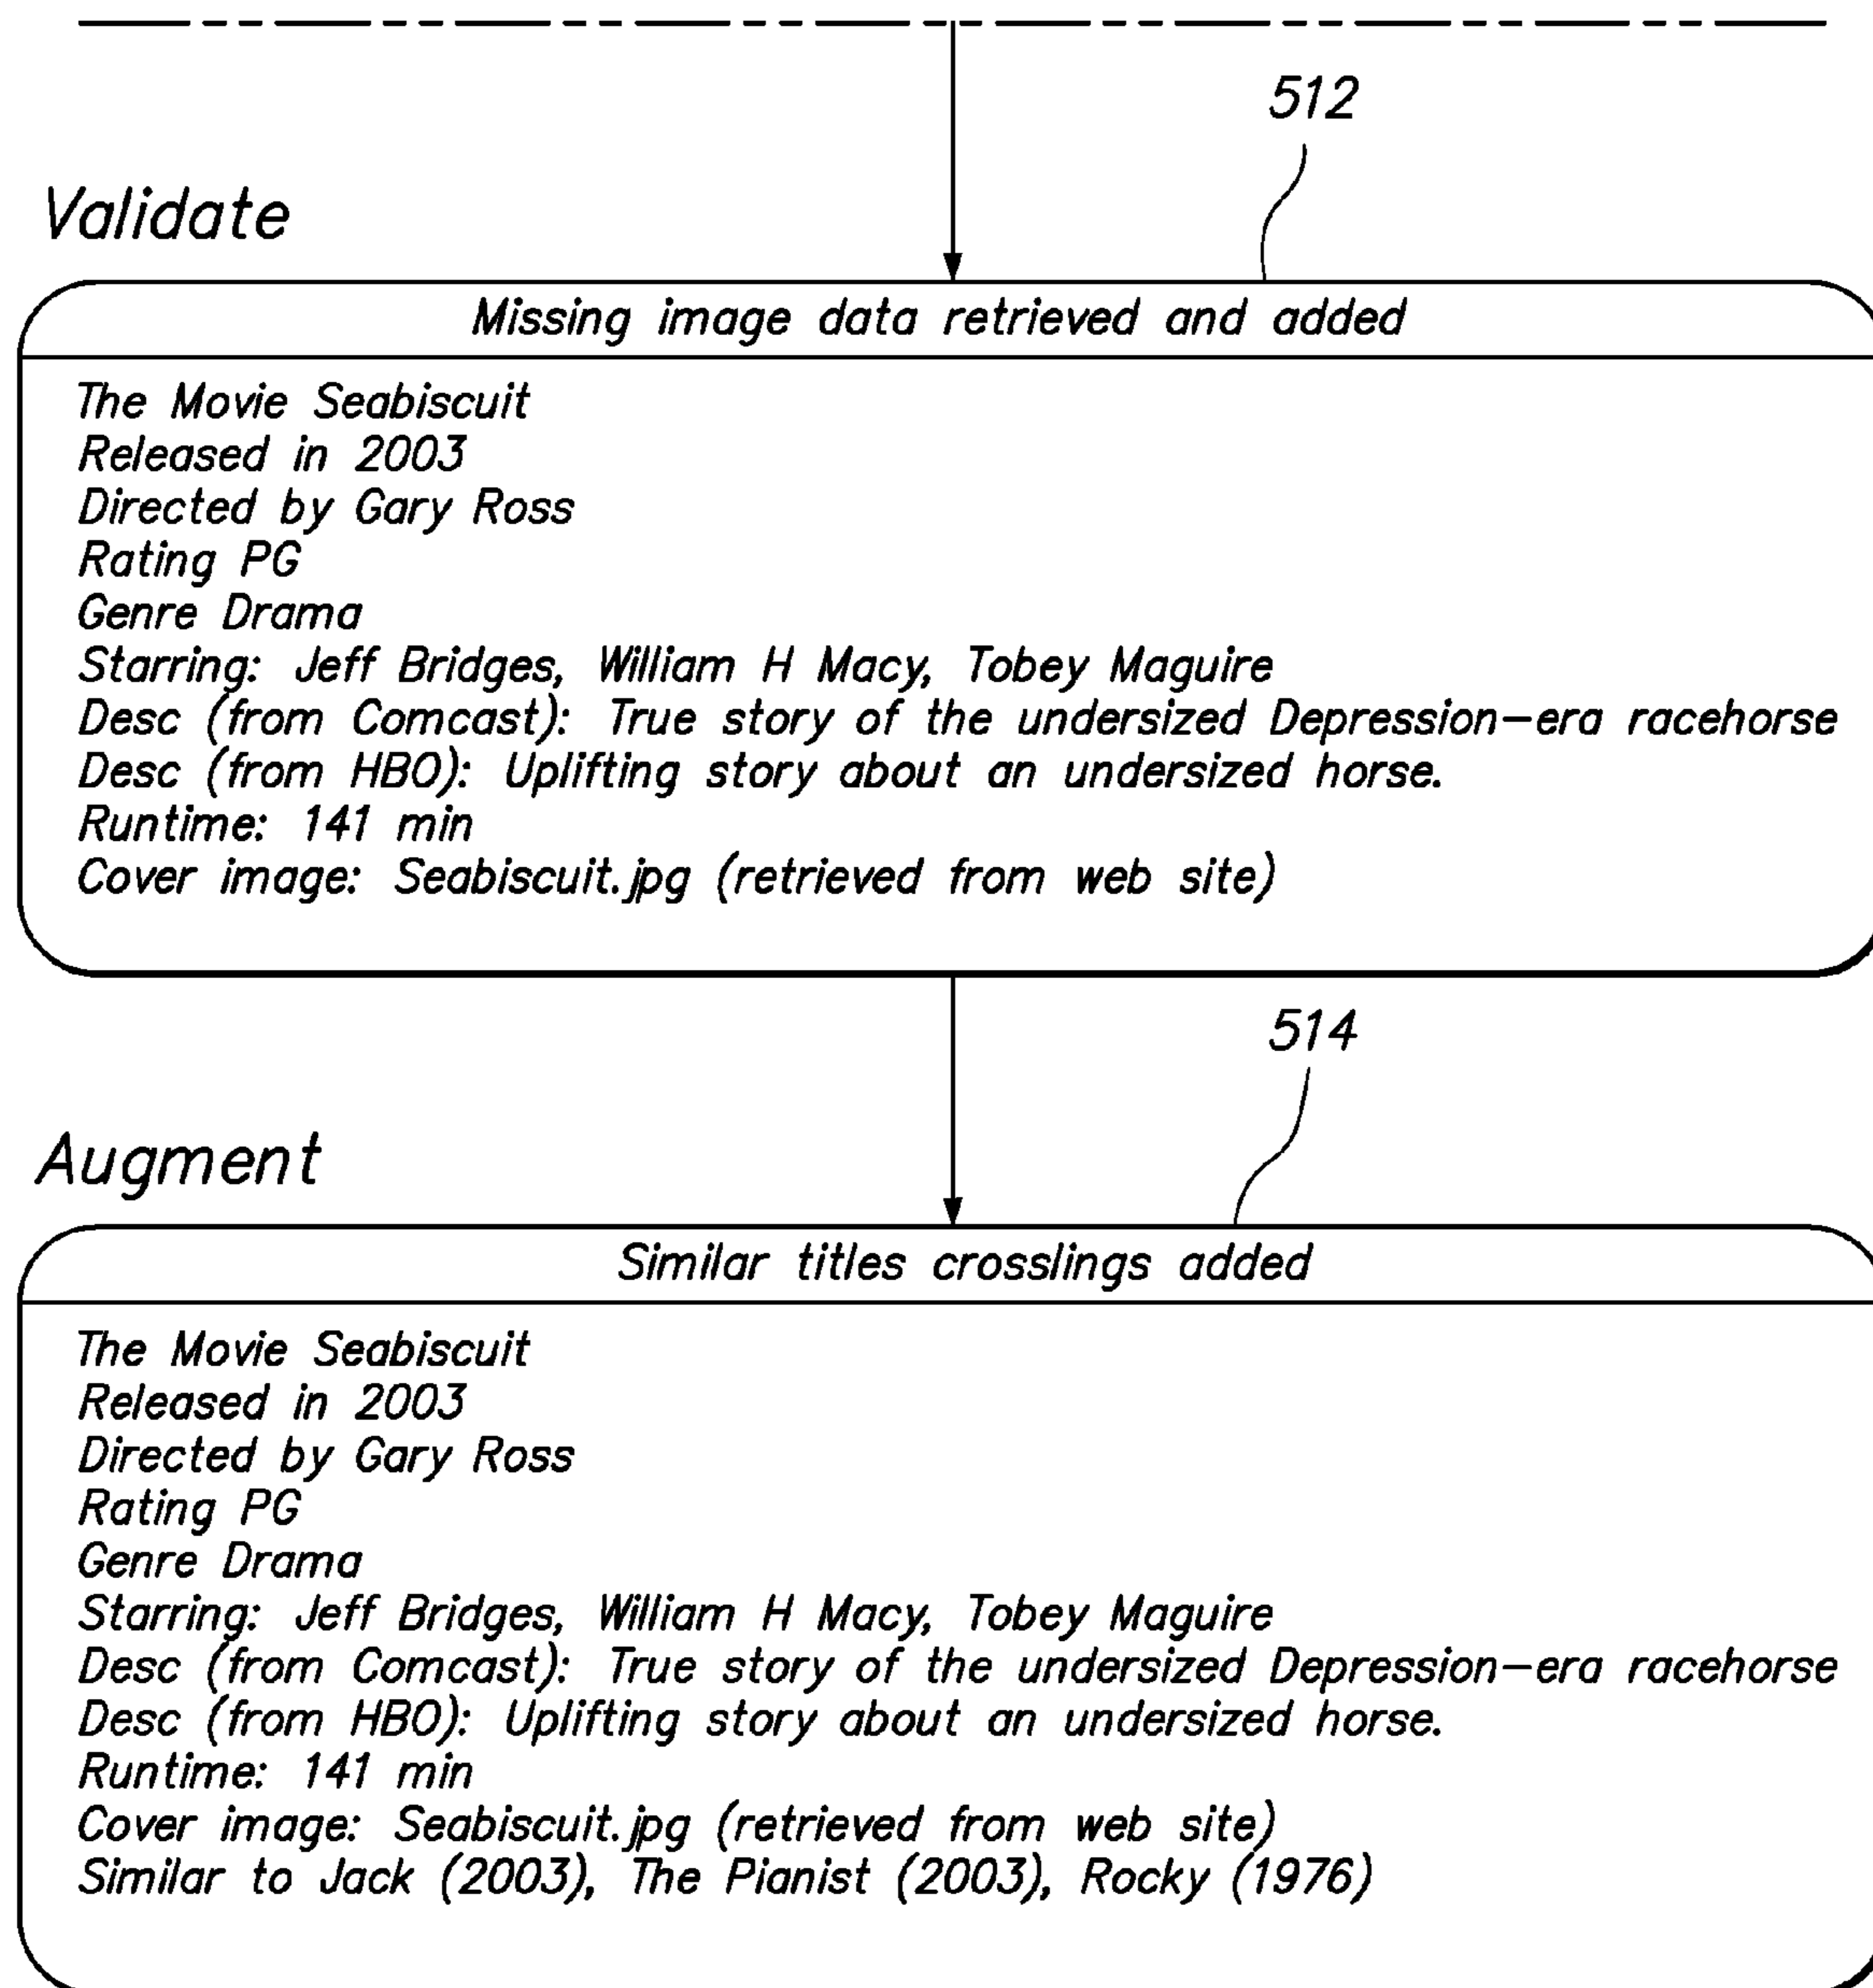 512
Validate
Missing image data retrieved and added
The Movie Seabiscuit
Released in 2003
Directed by Gary Ross
Rating PG
Genre Drama
Starring: Jeff Bridges, William H Macy, Tobey Maguire
Desc (from Comcast): True story of the undersized Depression-era racehorse
Desc (from HBO): Uplifting story about an undersized horse.
Runtime: 141 min
Cover image: Seabiscuit.jpg (retrieved from web site)
514
Augment
Similar titles crosslings added
The Movie Seabiscuit
Released in 2003
Directed by Gary Ross
Rating PG
Genre Drama
Starring: Jeff Bridges, William H Macy, Tobey Maguire
Desc (from Comcast): True story of the undersized Depression-era racehorse
Desc (from HBO): Uplifting story about an undersized horse.
Runtime: 141 min
Cover image: Seabiscuit.jpg (retrieved from web site)
Similar to Jack (2003), The Pianist (2003), Rocky (1976)